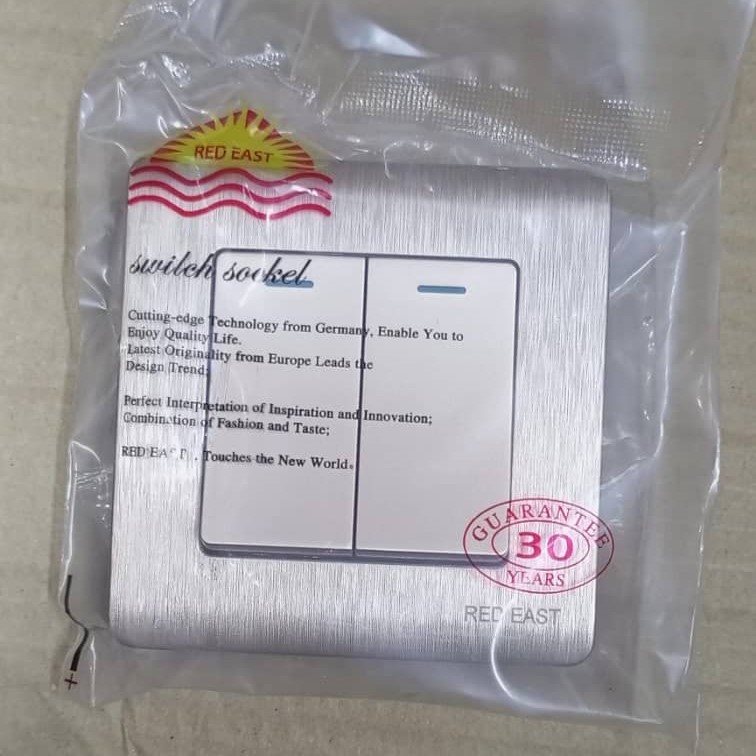 RED EAST
switch socket
Cutting-edge Technology from Germany, Enable You to
Enjoy Quality Life.
Latest Originality from Europe Leads the
Design Trend;
Perfect Interpretation of Inspiration and Innovation;
Combination of Fashion and Taste;
RED EAST . Touches the New World。
GUARANTEE
30
YEARS
RED EAST
+